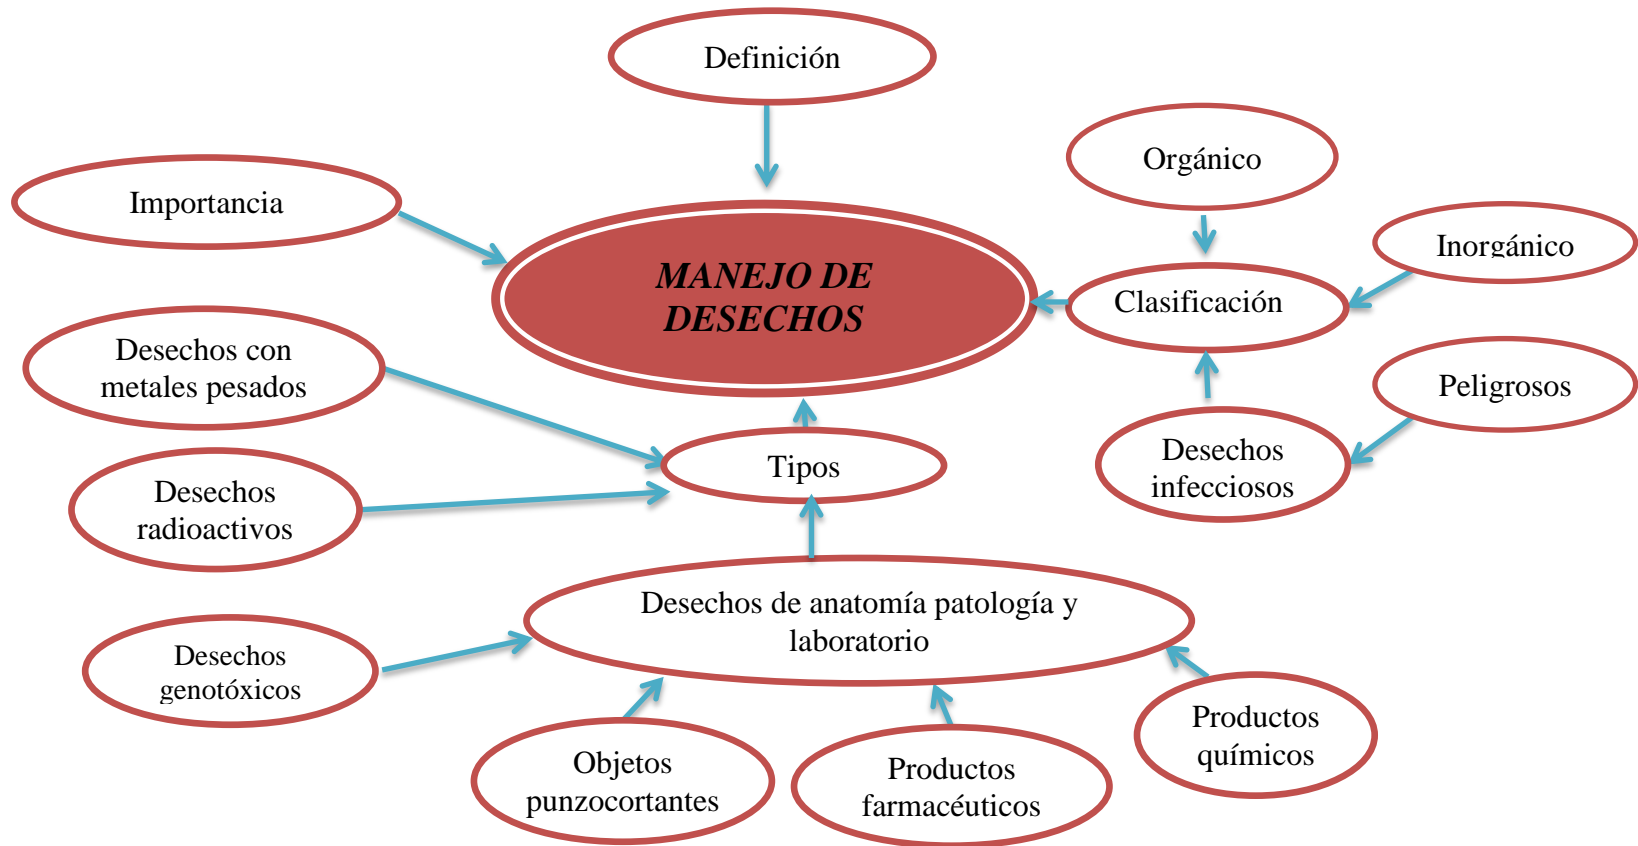 Definición
Orgánico
Importancia
Inorgánico
MANEJO DE
DESECHOS
Clasificación
Desechos con
metales pesados
Peligrosos
Tipos
Desechos
infecciosos
Desechos
radioactivos
Desechos de anatomía patología y
laboratorio
Desechos
genotóxicos
Productos
químicos
Objetos
punzocortantes
Productos
farmacéuticos